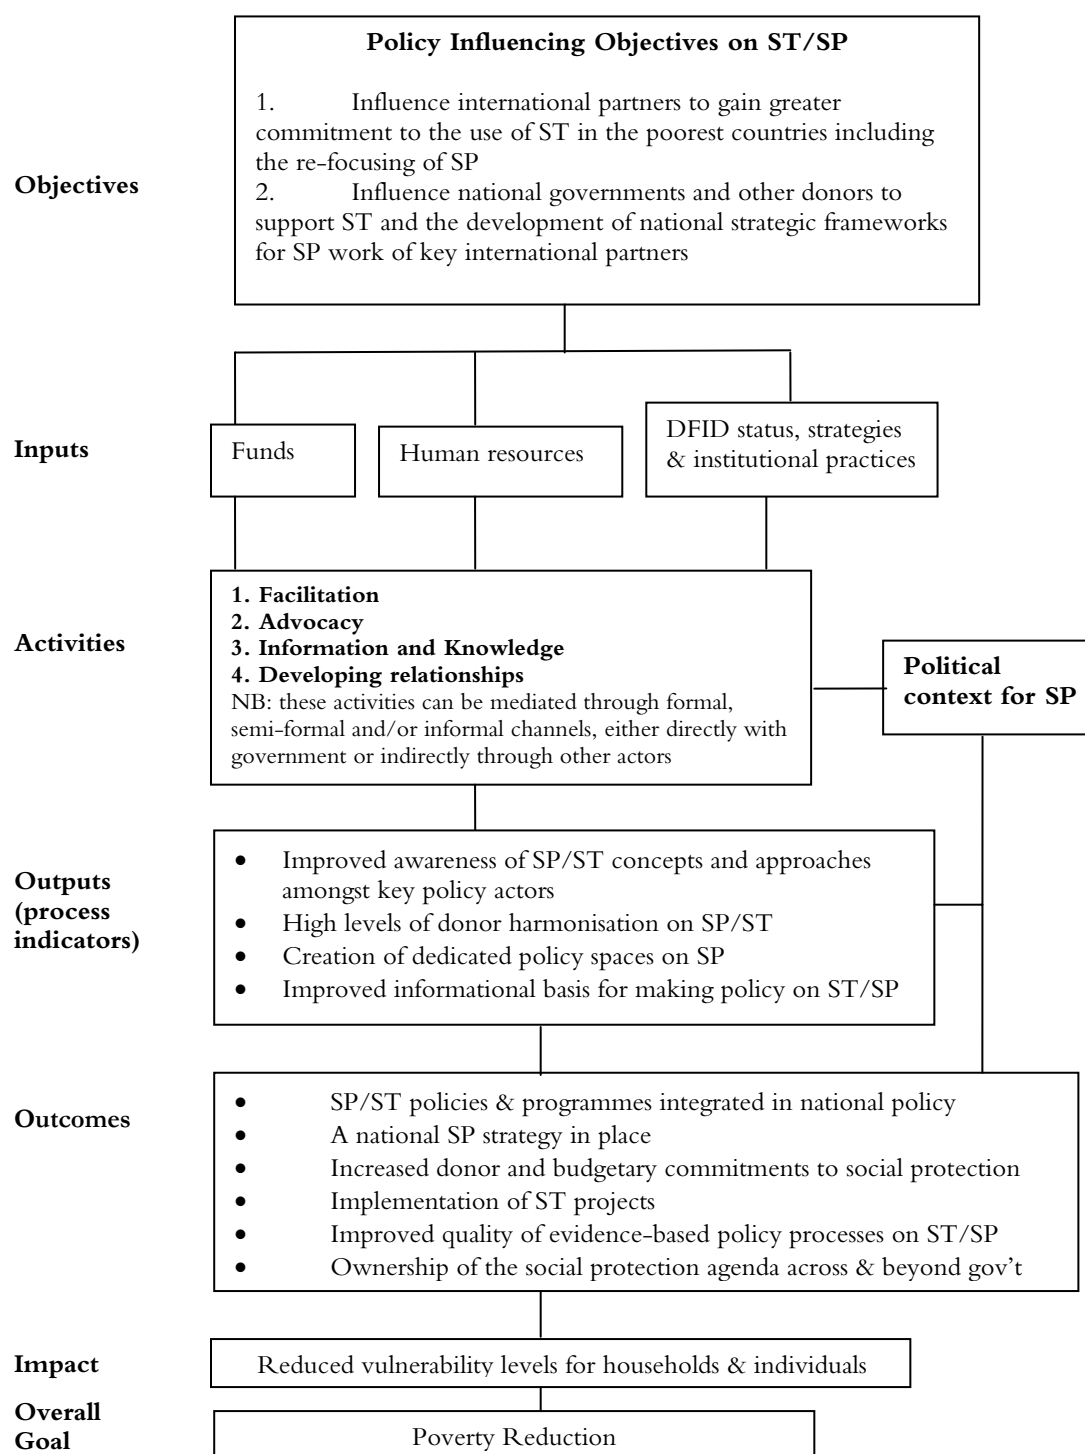 Policy Influencing Objectives on ST/SP
1. Influence international partners to gain greater
commitment to the use of ST in the poorest countries including
the re-focusing of SP
2. Influence national governments and other donors to
support ST and the development of national strategic frameworks
for SP work of key international partners
Objectives
Inputs
Funds
Human resources
DFID status, strategies
& institutional practices
Activities
1. Facilitation
2. Advocacy
3. Information and Knowledge
4. Developing relationships
NB: these activities can be mediated through formal,
semi-formal and/or informal channels, either directly with
government or indirectly through other actors
Political
context for SP
Outputs
(process
indicators)
• Improved awareness of SP/ST concepts and approaches
amongst key policy actors
• High levels of donor harmonisation on SP/ST
• Creation of dedicated policy spaces on SP
• Improved informational basis for making policy on ST/SP
Outcomes
• SP/ST policies & programmes integrated in national policy
• A national SP strategy in place
• Increased donor and budgetary commitments to social protection
• Implementation of ST projects
• Improved quality of evidence-based policy processes on ST/SP
• Ownership of the social protection agenda across & beyond gov’t
Impact
Reduced vulnerability levels for households & individuals
Overall
Goal
Poverty Reduction